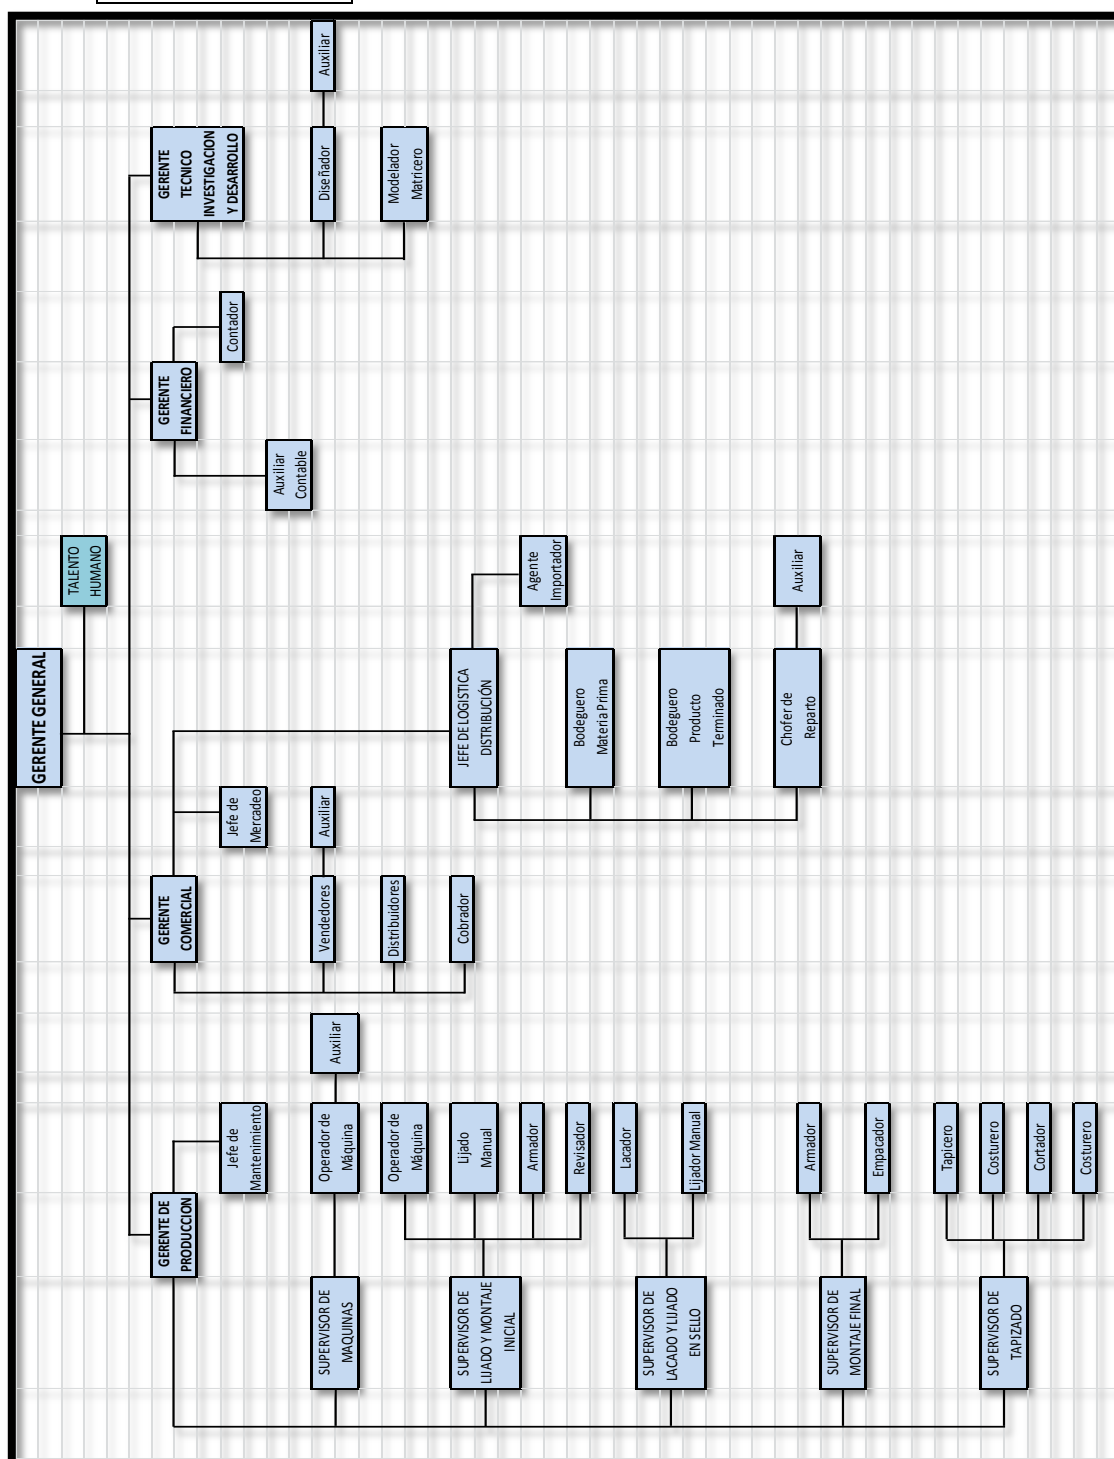 GERENTE GENERAL
TALENTO
HUMANO
GERENTE DE
PRODUCCION
GERENTE
COMERCIAL
GERENTE
FINANCIERO
GERENTE
TECNICO
INVESTIGACION
Y DESARROLLO
Jefe de
Mantenimiento
SUPERVISOR DE
MAQUINAS
Operador de
Máquina
Auxiliar
SUPERVISOR DE
LIJADO Y MONTAJE
INICIAL
Operador de
Máquina
Lijado
Manual
Armador
Revisador
SUPERVISOR DE
LACADO Y LIJADO
EN SELLO
Lacador
Lijador Manual
SUPERVISOR DE
MONTAJE FINAL
Armador
Empacador
SUPERVISOR DE
TAPIZADO
Tapicero
Costurero
Cortador
Costurero
Jefe de
Mercadeo
Vendedores
Auxiliar
Distribuidores
Cobrador
JEFE DE LOGISTICA
DISTRIBUCIÓN
Agente
Importador
Bodeguero
Materia Prima
Bodeguero
Producto
Terminado
Chofer de
Reparto
Auxiliar
Auxiliar
Contable
Contador
Diseñador
Auxiliar
Modelador
Matricero